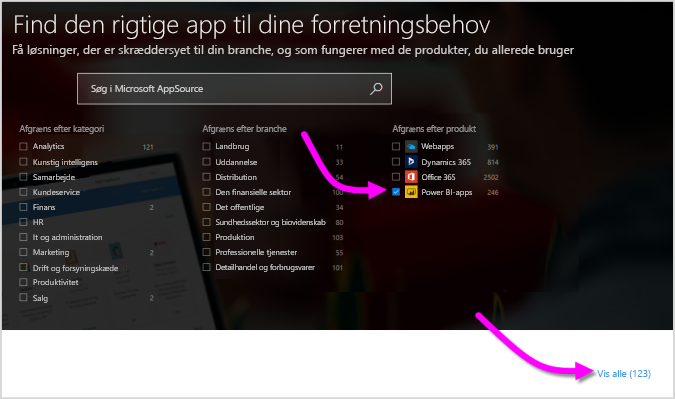 Find den rigtige app til dine forretningsbehov
Få løsninger, der er skræddersyet til din branche, og som fungerer med de produkter, du allerede bruger
Søg i Microsoft AppSource
Afgræns efter kategori
Analytics 121
Kunstig intelligens
Samarbejde
Kundeservice
Finans 2
HR
It og administration
Marketing 2
Drift og forsyningskæde
Produktivitet
Salg 2
Afgræns efter branche
Landbrug 11
Uddannelse 33
Distribution 54
Den finansielle sektor 100
Det offentlige 34
Sundhedssektor og biovidenskab 80
Produktion 103
Professionelle tjenester 55
Detailhandel og forbrugsvarer 101
Afgræns efter produkt
Webapps 391
Dynamics 365 814
Office 365 2502
Power BI-apps 246
Vis alle (123)